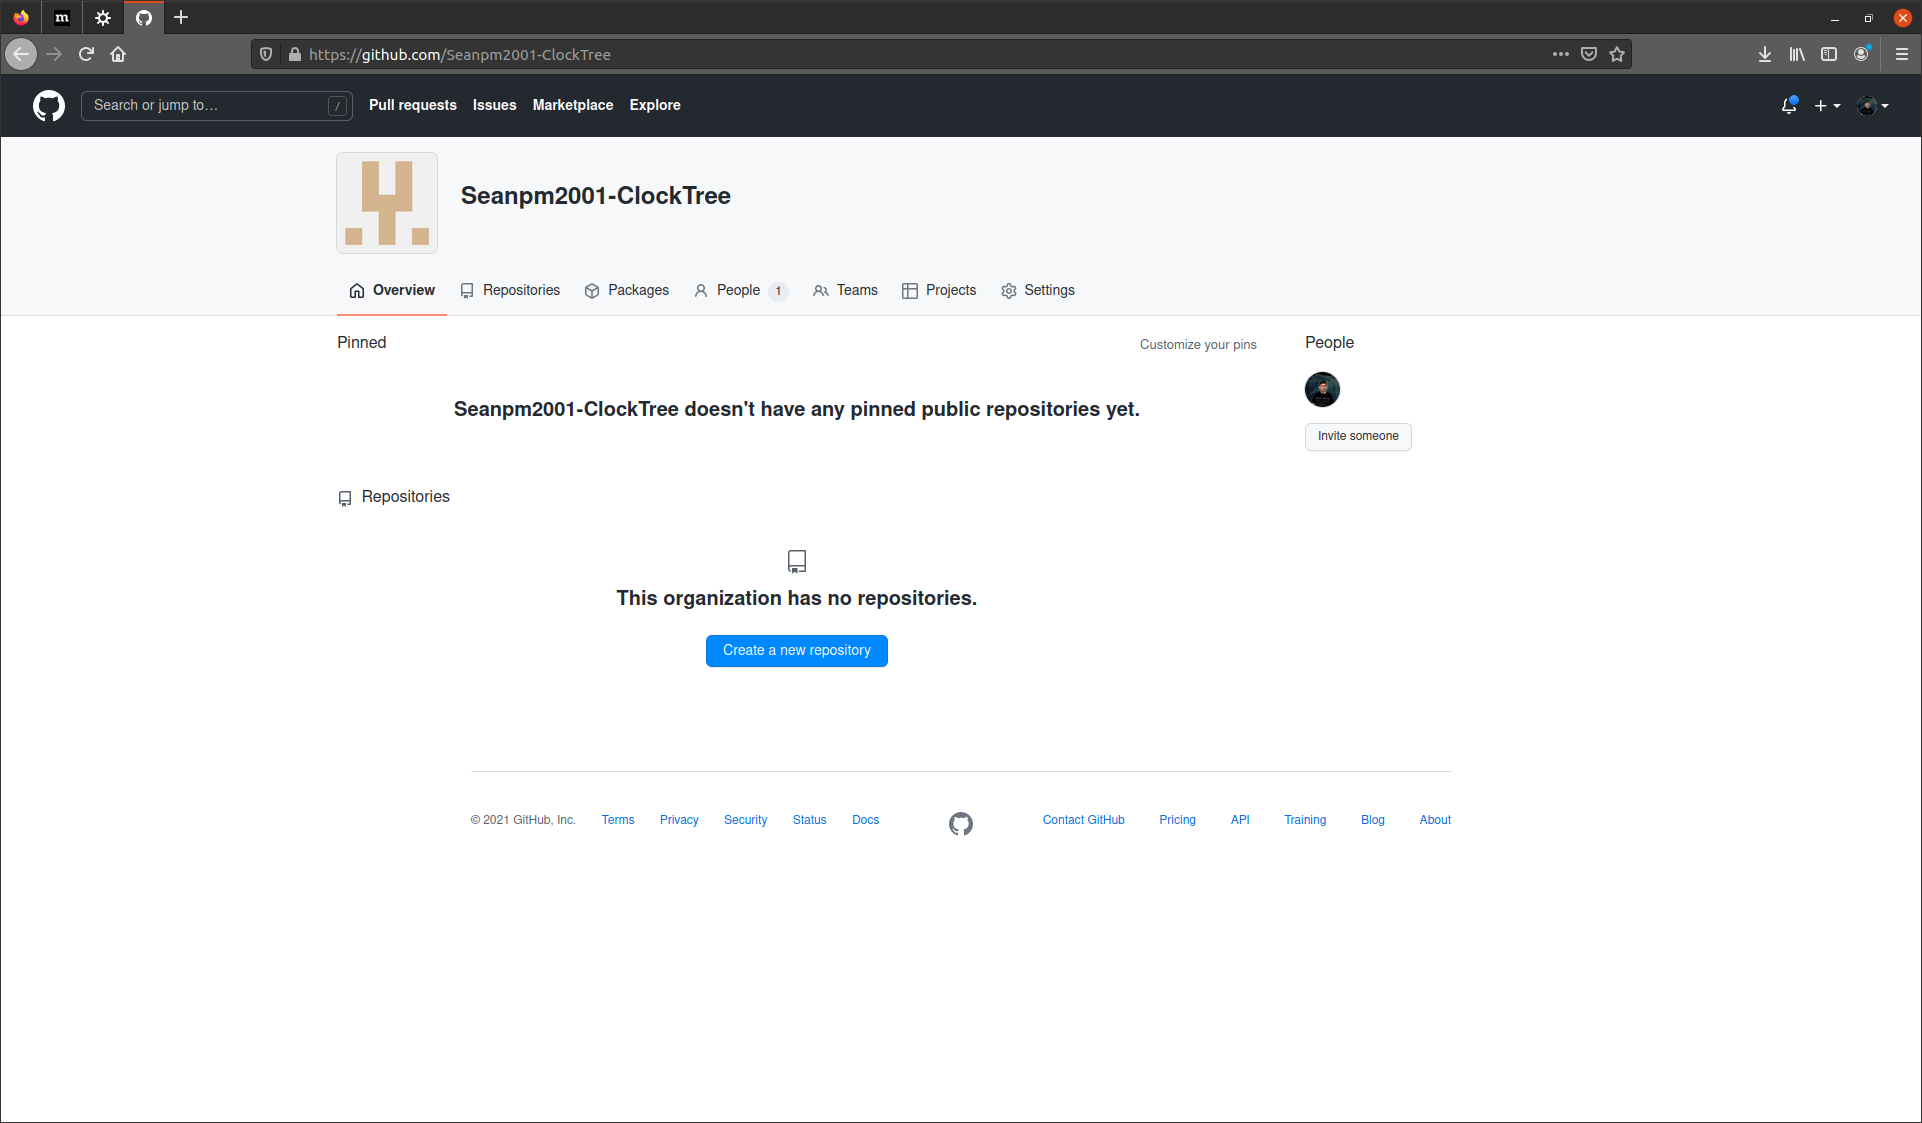 m
https://github.com/Seanpm2001-ClockTree
Search or jump to… /
Pull requests Issues Marketplace Explore
Seanpm2001-ClockTree
Overview Repositories Packages People 1 Teams Projects Settings
Pinned Customize your pins People
Seanpm2001-ClockTree doesn't have any pinned public repositories yet.
Invite someone
Repositories
This organization has no repositories.
Create a new repository
© 2021 GitHub, Inc. Terms Privacy Security Status Docs Contact GitHub Pricing API Training Blog About